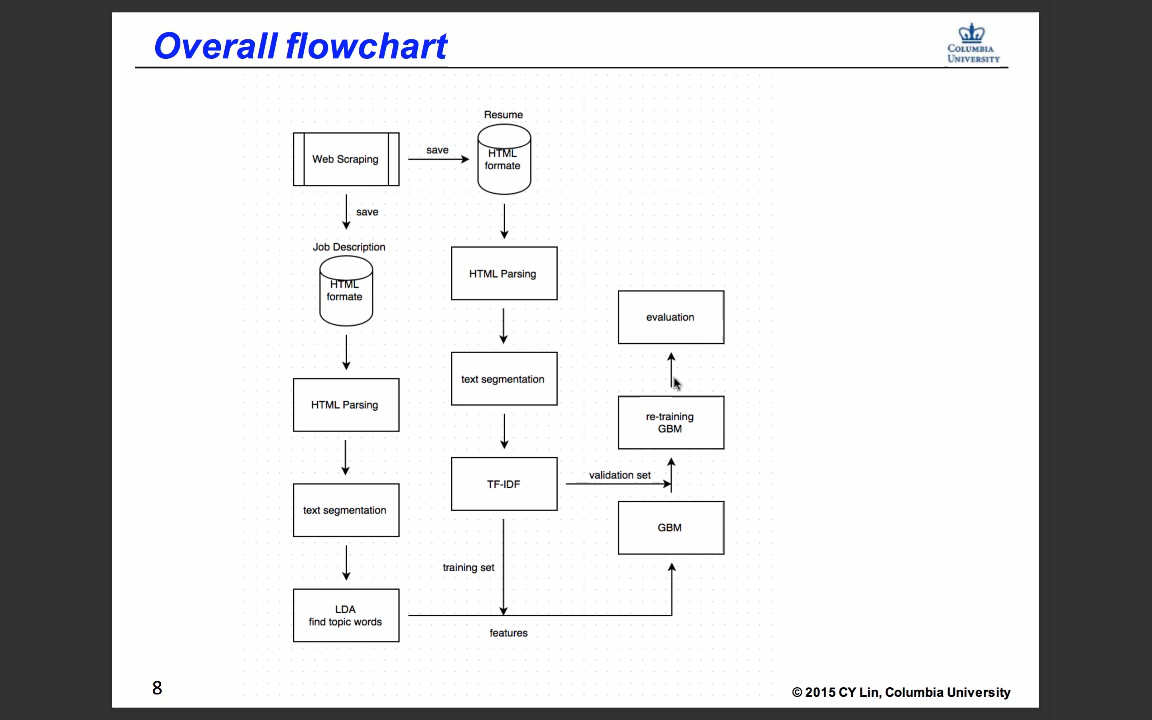 Overall flowchart
COLUMBIA
UNIVERSITY
Resume
Web Scraping
save
HTML
formate
save
Job Description
HTML
formate
HTML Parsing
evaluation
text segmentation
HTML Parsing
re-training
GBM
validation set
TF-IDF
text segmentation
GBM
training set
LDA
find topic words
features
8
© 2015 CY Lin, Columbia University